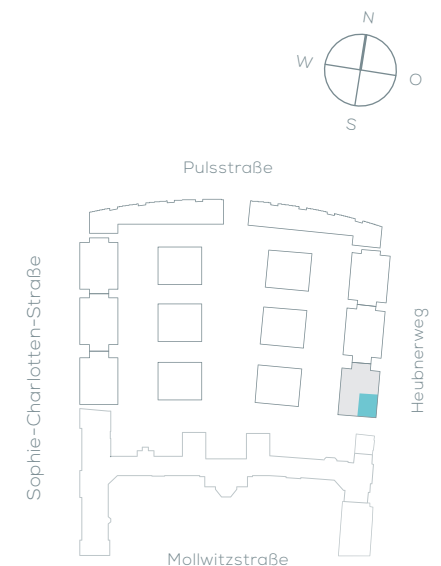 N
W
O
S
Pulsstraße
Sophie-Charlotten-Straße
Heubnerweg
Mollwitzstraße